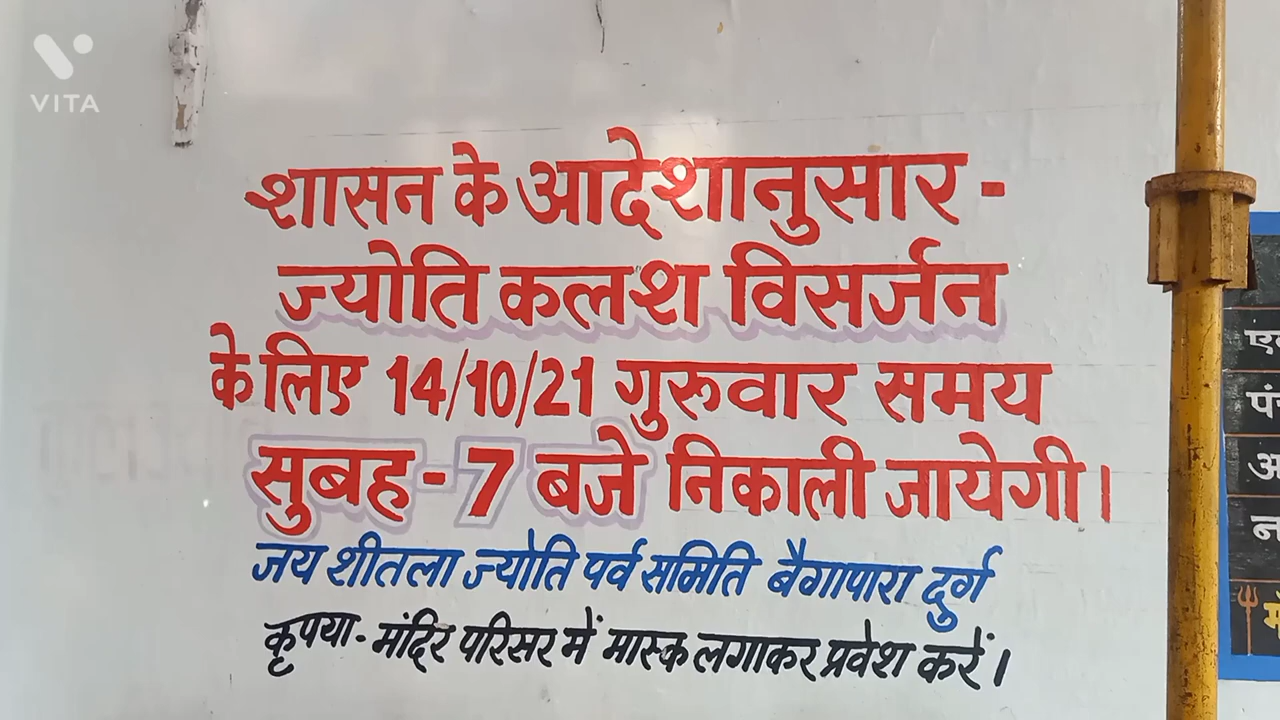 VITA
शासन के आदेशानुसार -
ज्योति कलश विसर्जन
के लिए 14/10/21 गुरुवार समय
सुबह - 7 बजे निकाली जायेगी।
जय शीतला ज्योति पर्व समिति बैगापारा दुर्ग
कृपया - मंदिर परिसर में मास्क लगाकर प्रवेश करें।